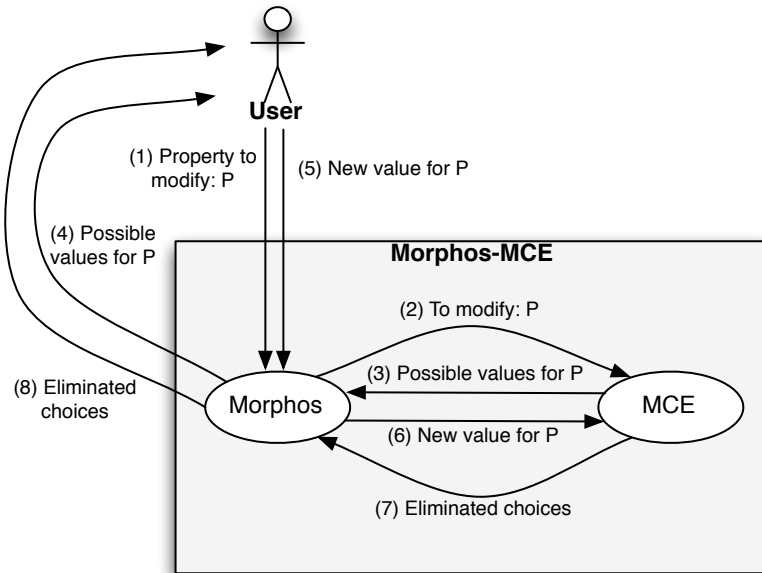 User
(1) Property to
modify: P
(5) New value for P
(4) Possible
values for P
Morphos-MCE
(2) To modify: P
(3) Possible values for P
(8) Eliminated
choices
Morphos
MCE
(6) New value for P
(7) Eliminated choices